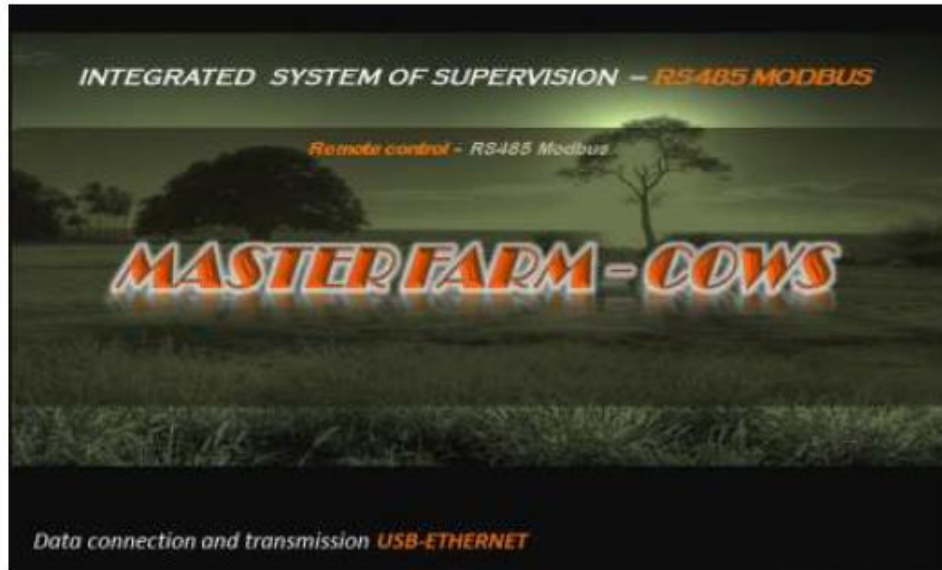 INTEGRATED SYSTEM OF SUPERVISION – RS485 MODBUS
Remote control - RS485 Modbus
MASTER FARM - COWS
Data connection and transmission USB-ETHERNET